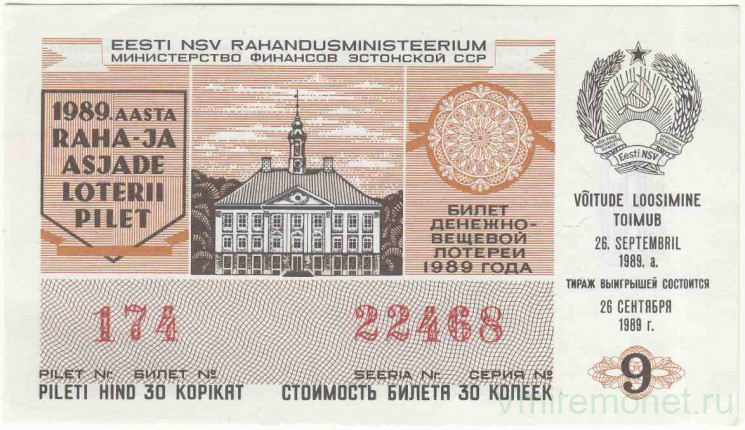 EESTI NSV RAHANDUSMINISTEERIUM
МИНИСТЕРСТВО ФИНАНСОВ ЭСТОНСКОЙ ССР
1989. AASTA
RAHA-JA
ASJADE
LOTERII
PILET
БИЛЕТ
ДЕНЕЖНО-
ВЕЩЕВОЙ
ЛОТЕРЕИ
1989 ГОДА
Eesti NSV
VÕITUDE LOOSIMINE
TOIMUB
26. SEPTEMBRIL
1989. a.
ТИРАЖ ВЫИГРЫШЕЙ СОСТОИТСЯ
26 СЕНТЯБРЯ
1989 г.
9
174 22468
PILET Nr. БИЛЕТ № SEERIA Nr. СЕРИЯ №
PILETI HIND 30 KOPIKAT СТОИМОСТЬ БИЛЕТА 30 КОПЕЕК
vmiremonet.ru